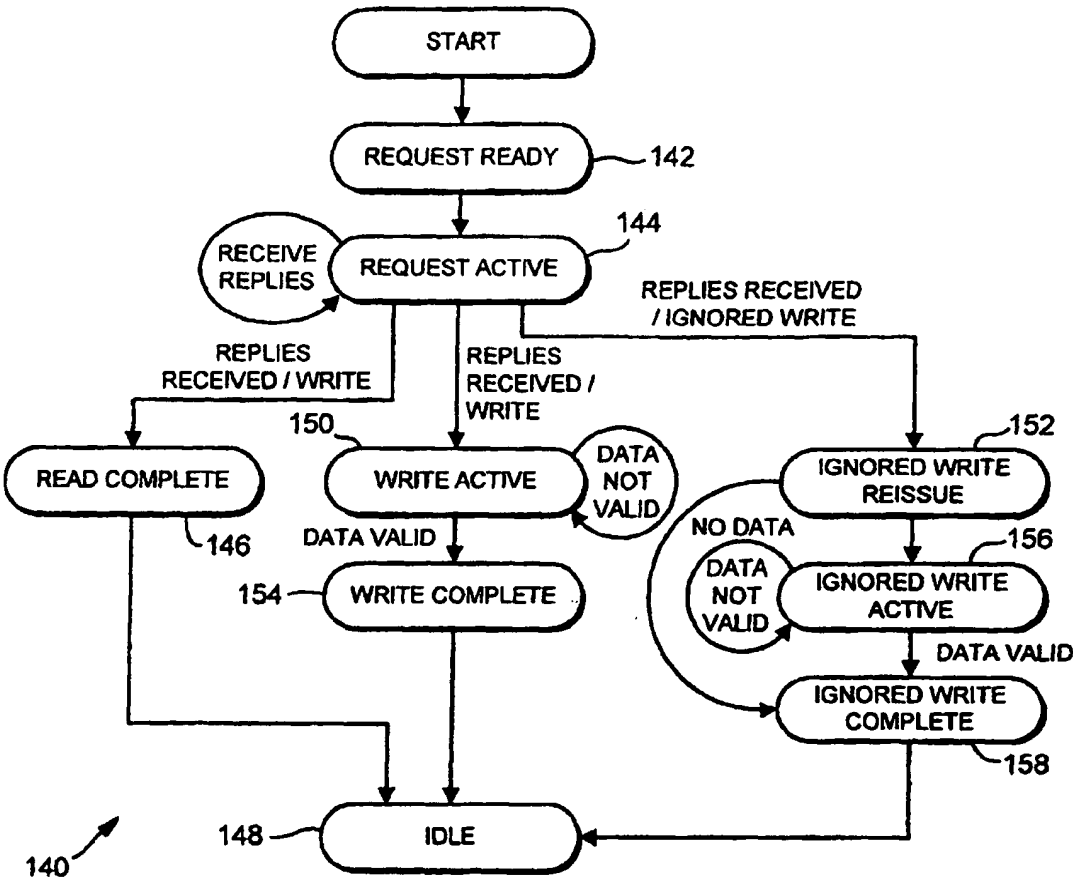 START
REQUEST READY
142
144
RECEIVE
REPLIES
REQUEST ACTIVE
REPLIES RECEIVED
/ IGNORED WRITE
REPLIES
RECEIVED / WRITE
REPLIES
RECEIVED /
WRITE
150
152
READ COMPLETE
WRITE ACTIVE
DATA
NOT
VALID
IGNORED WRITE
REISSUE
146
DATA VALID
NO DATA
156
154
WRITE COMPLETE
DATA
NOT
VALID
IGNORED WRITE
ACTIVE
DATA VALID
IGNORED WRITE
COMPLETE
158
148
IDLE
140